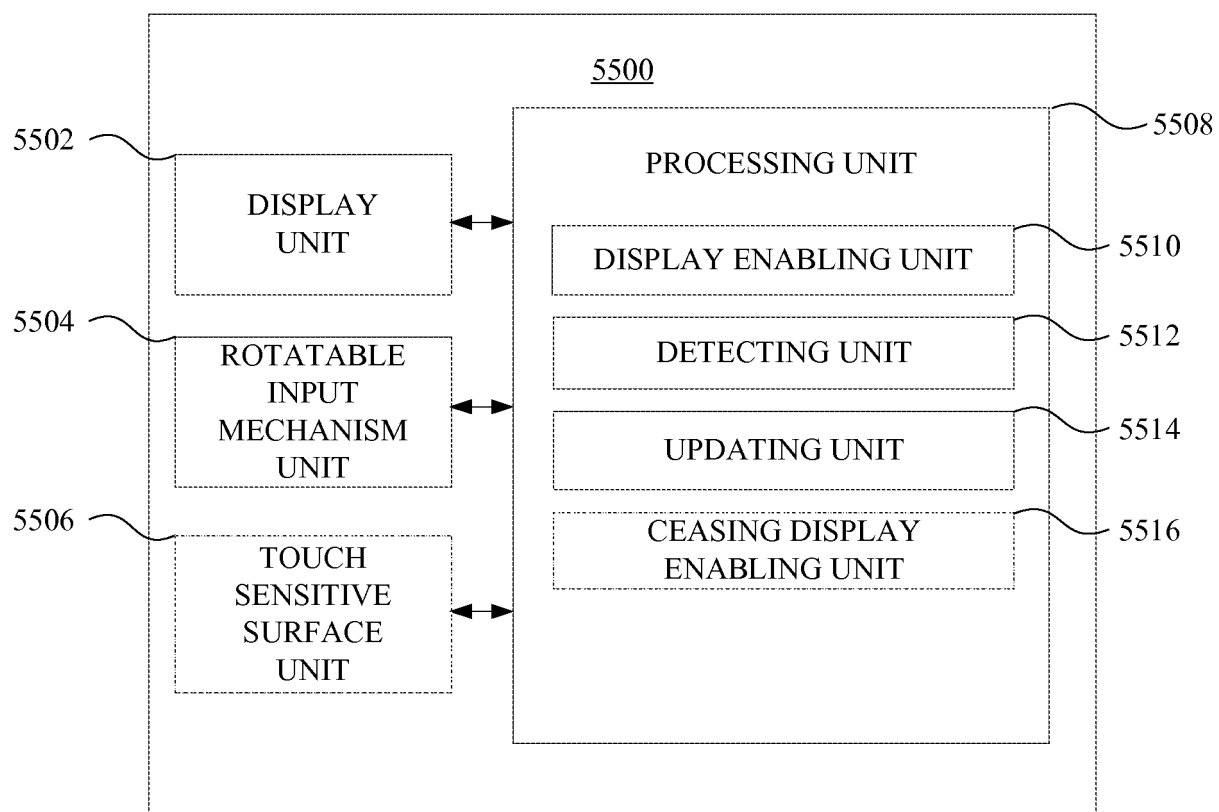 5500
5502
DISPLAY
UNIT
5504
ROTATABLE
INPUT
MECHANISM
UNIT
5506
TOUCH
SENSITIVE
SURFACE
UNIT
5508
PROCESSING UNIT
DISPLAY ENABLING UNIT
5510
DETECTING UNIT
5512
UPDATING UNIT
5514
CEASING DISPLAY
ENABLING UNIT
5516